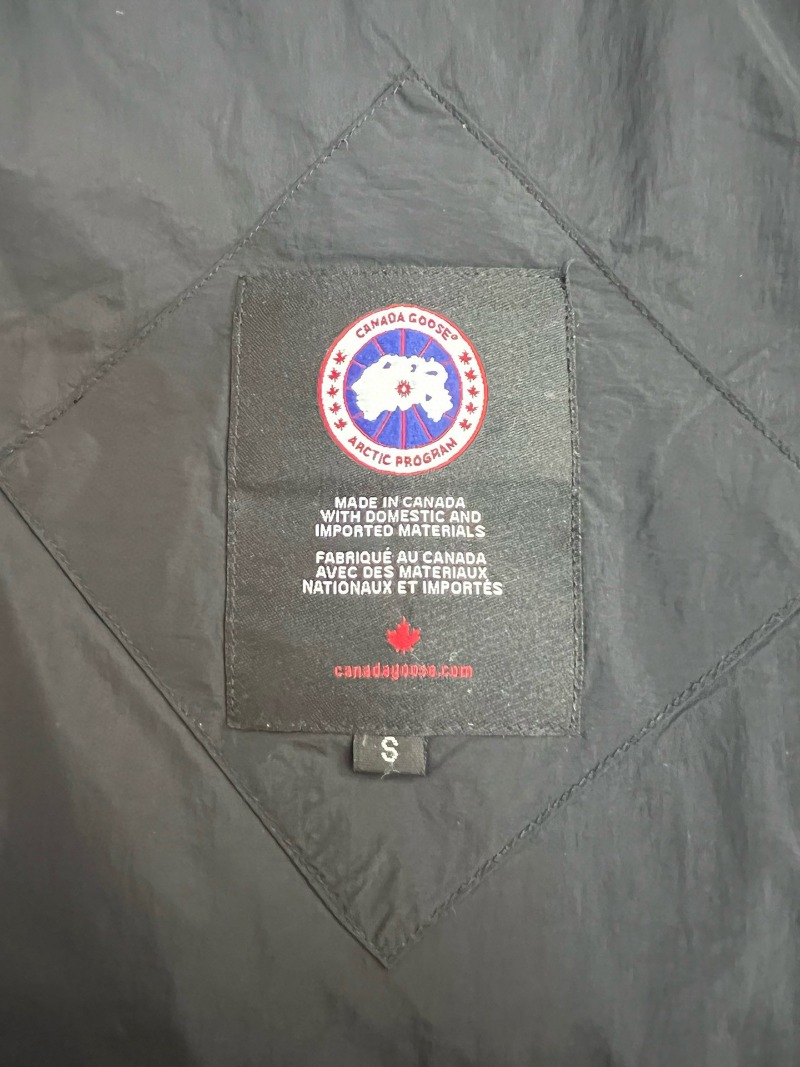 CANADA GOOSE®
ARCTIC PROGRAM
MADE IN CANADA
WITH DOMESTIC AND
IMPORTED MATERIALS
FABRIQUÉ AU CANADA
AVEC DES MATERIAUX
NATIONAUX ET IMPORTÉS
canadagoose.com
S